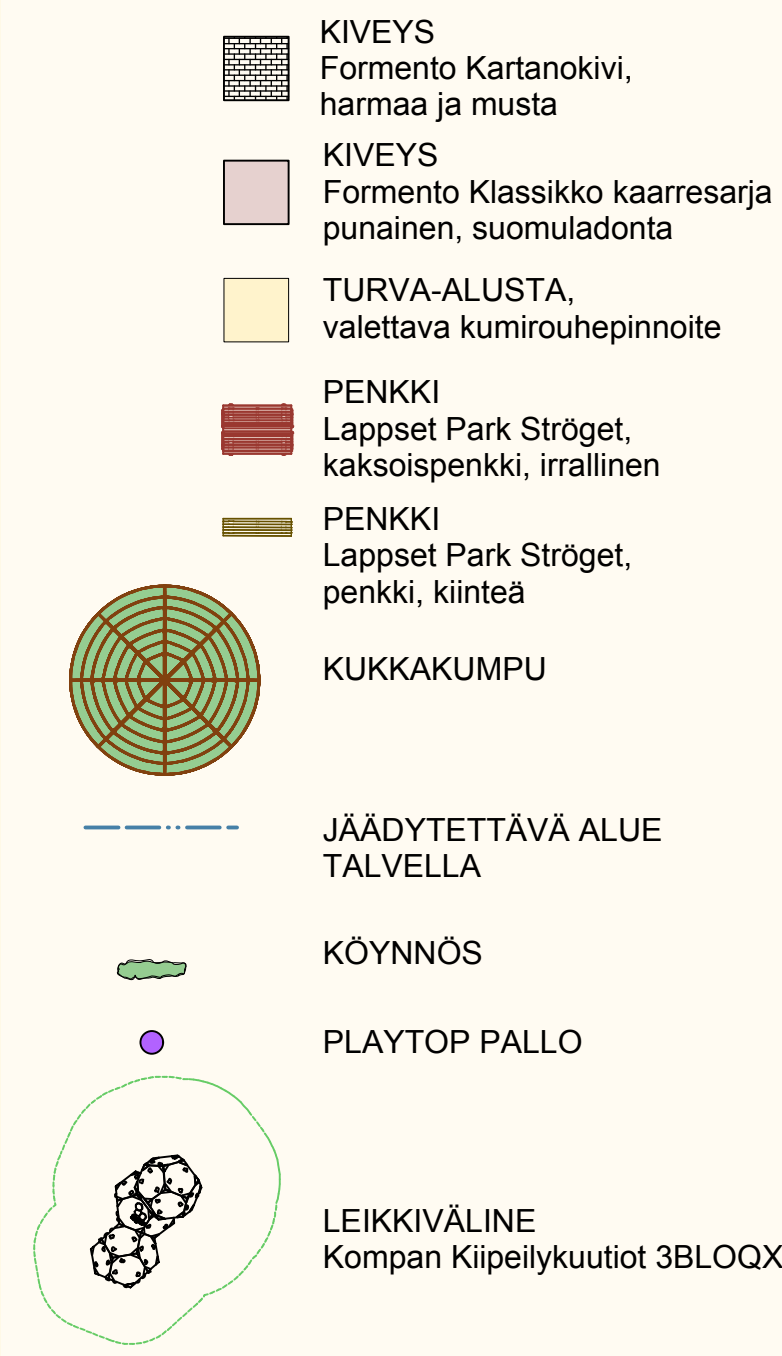 KIVEYS
Formento Kartanokivi,
harmaa ja musta
KIVEYS
Formento Klassikko kaarresarja
punainen, suomuladonta
TURVA-ALUSTA,
valettava kumirouhepinnoite
PENKKI
Lappset Park Ströget,
kaksoispenkki, irrallinen
PENKKI
Lappset Park Ströget,
penkki, kiinteä
KUKKAKUMPU
JÄÄDYTETTÄVÄ ALUE
TALVELLA
KÖYNNÖS
PLAYTOP PALLO
LEIKKIVÄLINE
Kompan Kiipeilykuutiot 3BLOQX